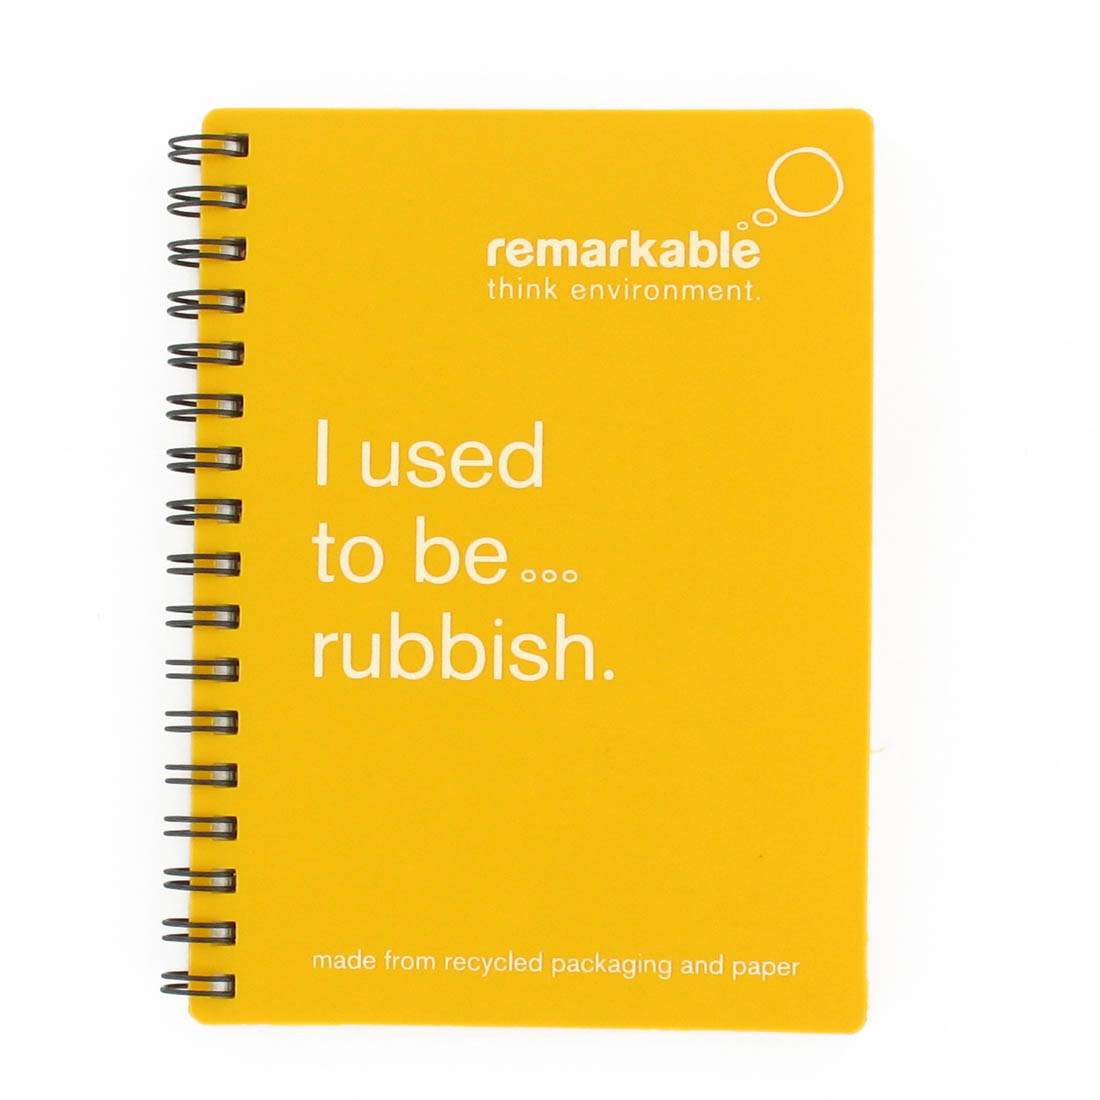 remarkable
think environment.
I used
to be...
rubbish.
made from recycled packaging and paper